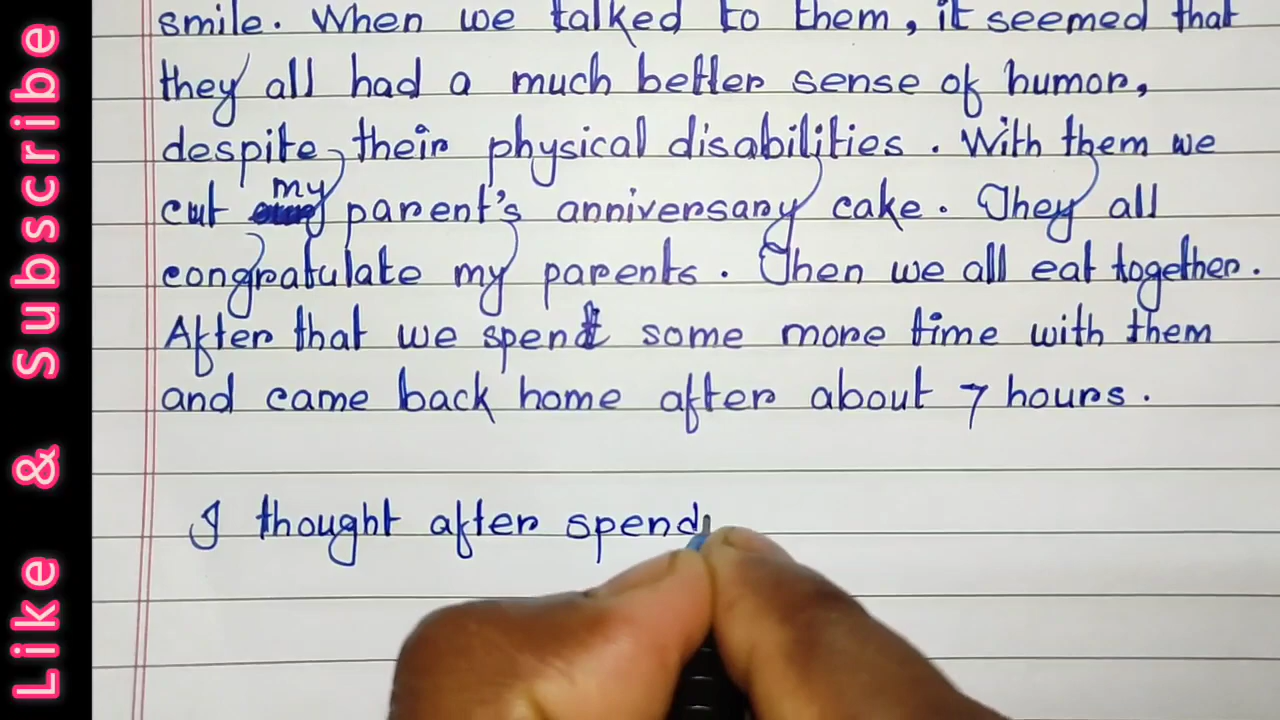 smile. When we talked to them, it seemed that
they all had a much better sense of humor,
despite their physical disabilities. With them we
cut my parent's anniversary cake. They all
congratulate my parents. Then we all eat together.
After that we spent some more time with them
and came back home after about 7 hours.
I thought after spend
Like & Subscribe